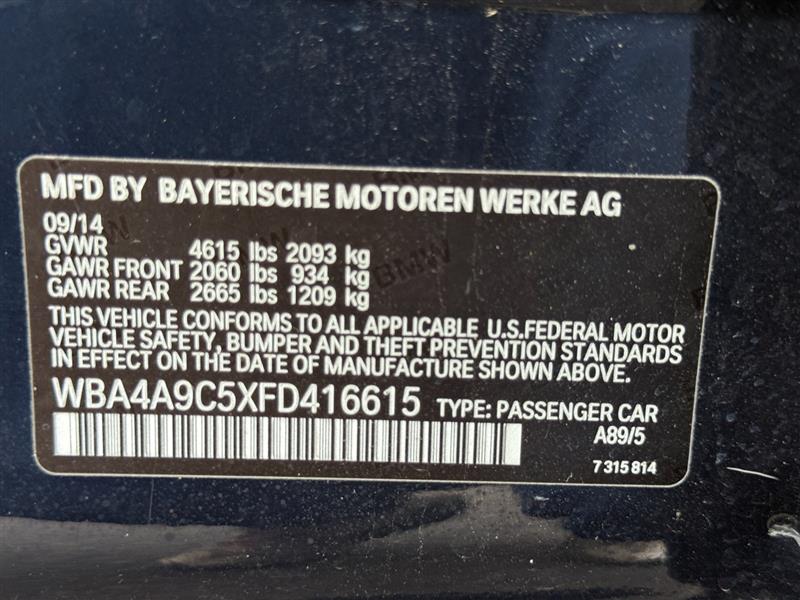 MFD BY BAYERISCHE MOTOREN WERKE AG
09/14
GVWR 4615 lbs 2093 kg
GAWR FRONT 2060 lbs 934 kg
GAWR REAR 2665 lbs 1209 kg
THIS VEHICLE CONFORMS TO ALL APPLICABLE U.S.FEDERAL MOTOR
VEHICLE SAFETY, BUMPER AND THEFT PREVENTION STANDARDS
IN EFFECT ON THE DATE OF MANUFACTURE SHOWN ABOVE.
WBA4A9C5XFD416615 TYPE: PASSENGER CAR
A89/5
7 315 814
BMW